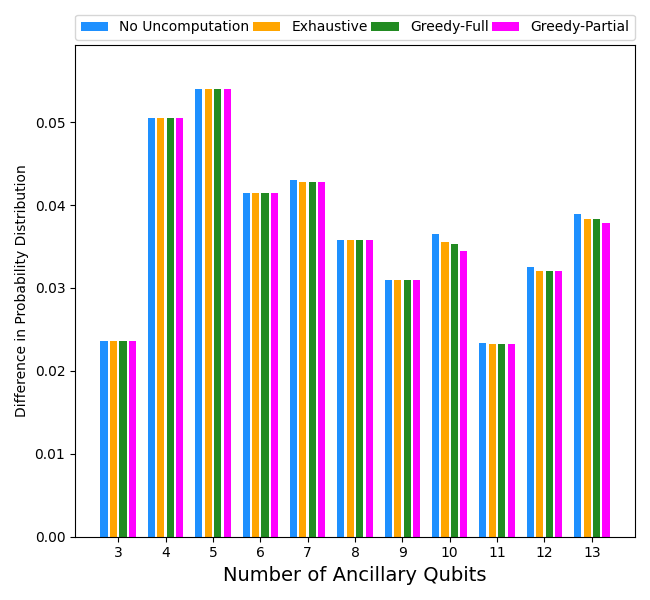 No Uncomputation Exhaustive Greedy-Full Greedy-Partial
Difference in Probability Distribution
0.05
0.04
0.03
0.02
0.01
0.00
3 4 5 6 7 8 9 10 11 12 13
Number of Ancillary Qubits